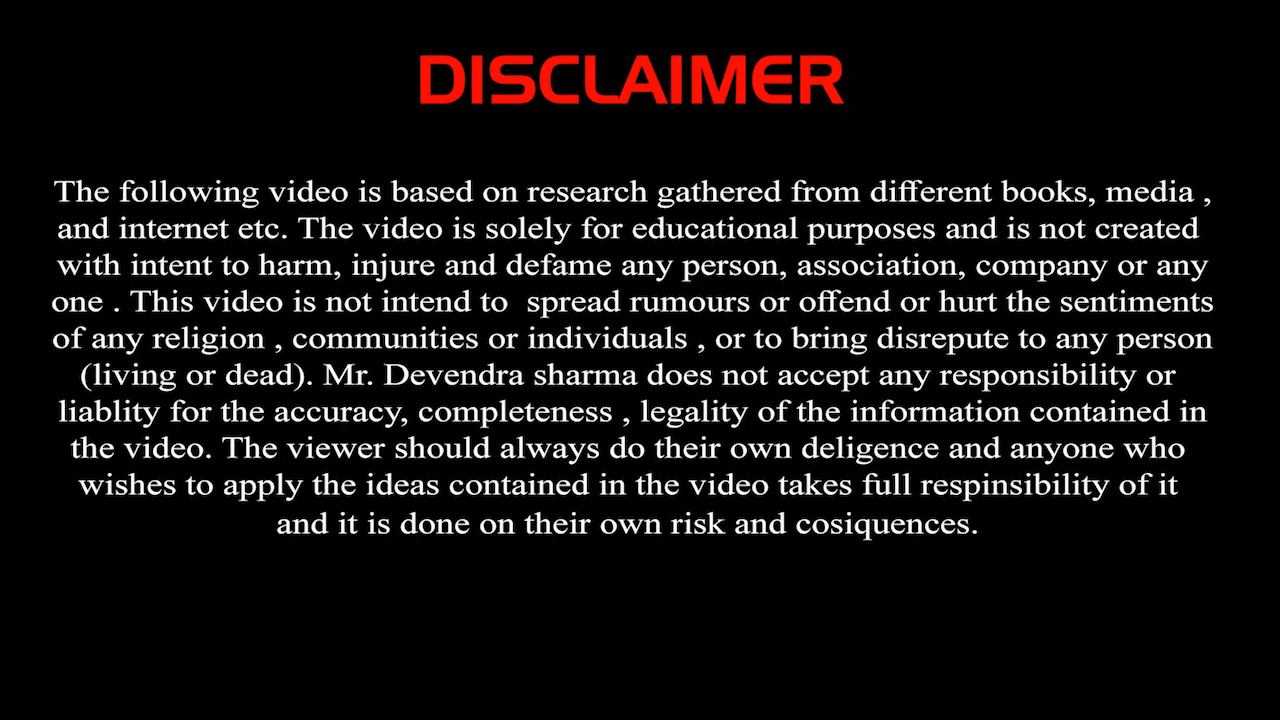 DISCLAIMER
The following video is based on research gathered from different books, media ,
and internet etc. The video is solely for educational purposes and is not created
with intent to harm, injure and defame any person, association, company or any
one . This video is not intend to  spread rumours or offend or hurt the sentiments
of any religion , communities or individuals , or to bring disrepute to any person
(living or dead). Mr. Devendra sharma does not accept any responsibility or
liablity for the accuracy, completeness , legality of the information contained in
the video. The viewer should always do their own deligence and anyone who
wishes to apply the ideas contained in the video takes full respinsibility of it
and it is done on their own risk and cosiquences.